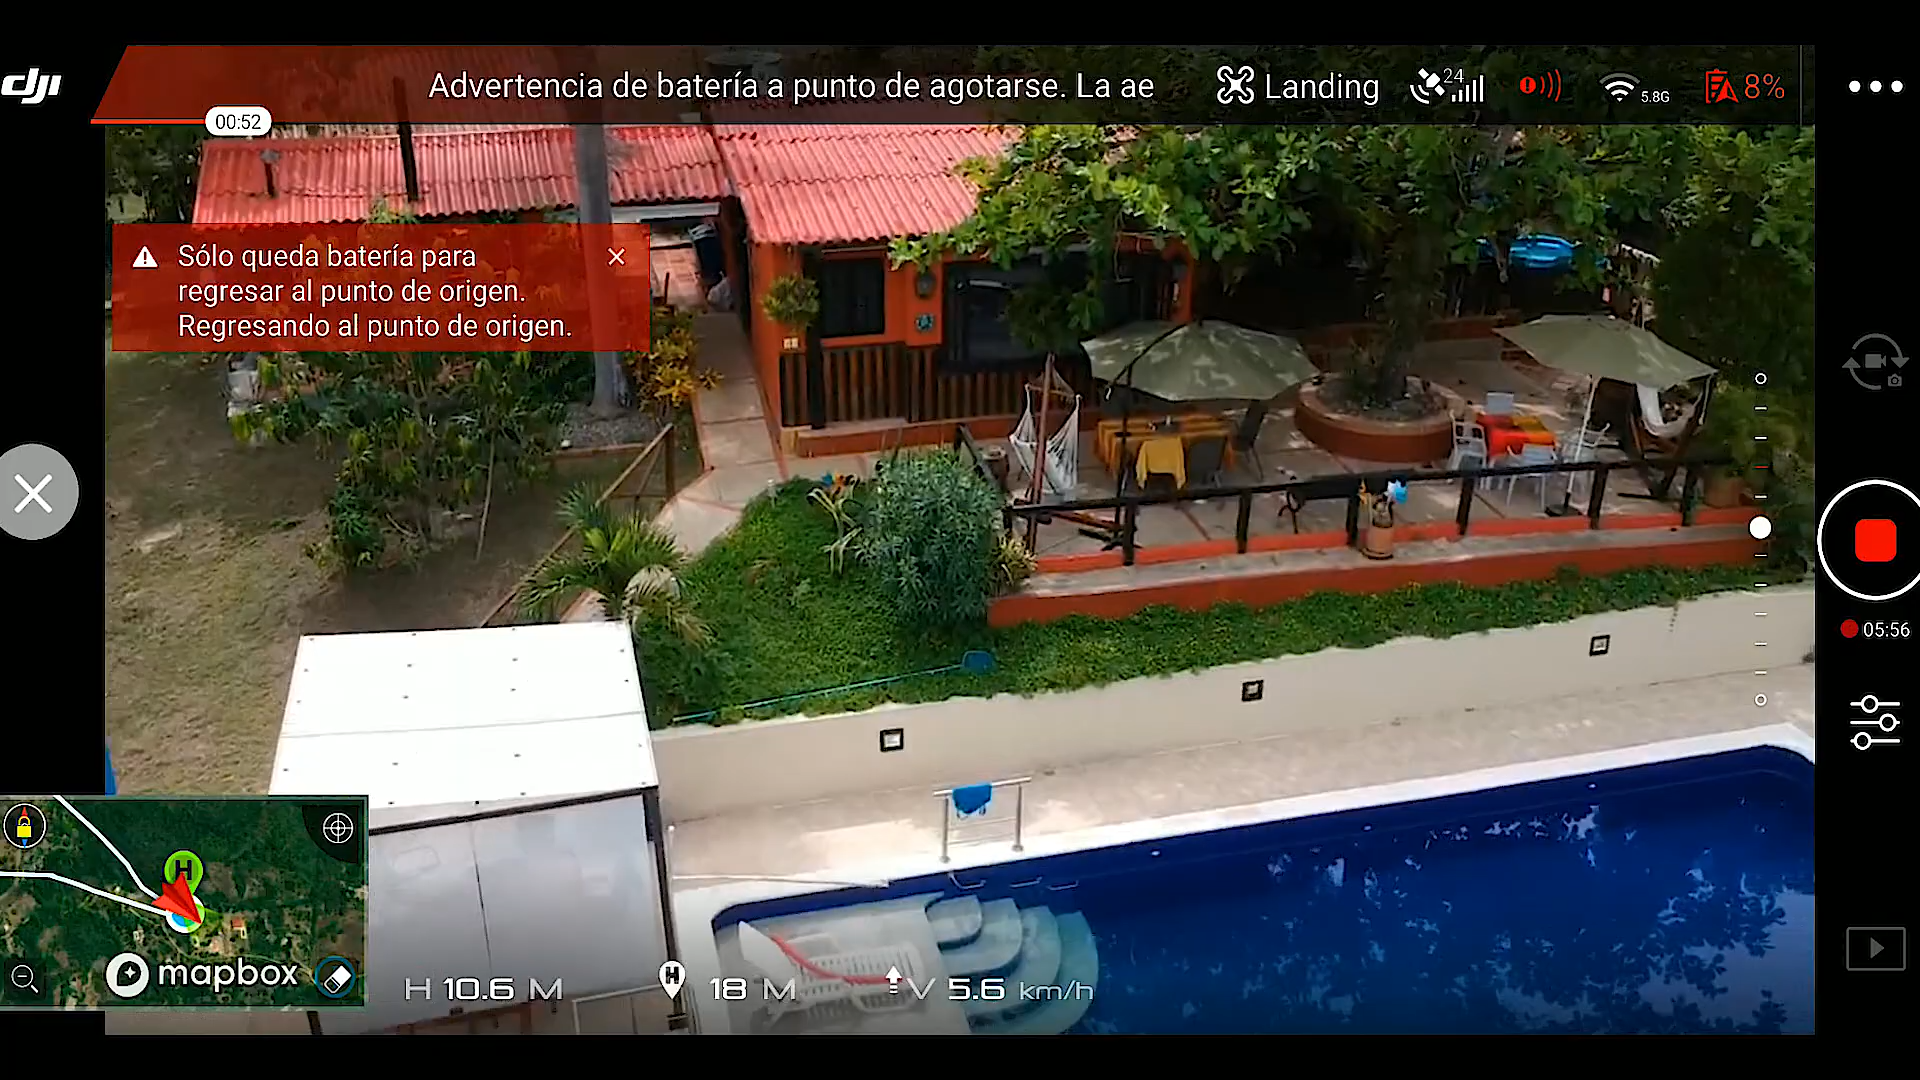 dji
Advertencia de batería a punto de agotarse. La ae
Landing
24
5.8G
8%
00:52
Sólo queda batería para
regresar al punto de origen.
Regresando al punto de origen.
05:56
H
mapbox
H 10.6 M
H 18 M
V 5.6 km/h